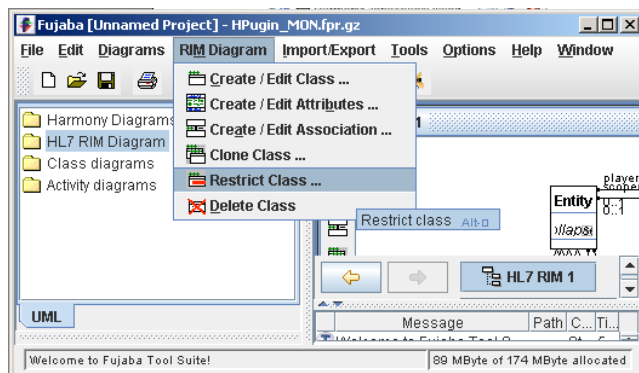 Fujaba [Unnamed Project] - HPugin_MON.fpr.gz
File Edit Diagrams RIM Diagram Import/Export Tools Options Help Window
Create / Edit Class ...
Create / Edit Attributes ...
Create / Edit Association ...
Clone Class ...
Restrict Class ...
Delete Class
Harmony Diagrams
HL7 RIM Diagram
Class diagrams
Activity diagrams
1
Restrict class Alt-
player
scoper
Entity
0..1
HL7 RIM 1
UML
Message Path C... Ti...
Welcome to Fujaba Tool Suite!
89 MByte of 174 MByte allocated